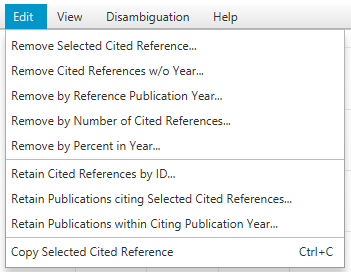 Edit View Disambiguation Help
Remove Selected Cited Reference...
Remove Cited References w/o Year...
Remove by Reference Publication Year...
Remove by Number of Cited References...
Remove by Percent in Year...
Retain Cited References by ID...
Retain Publications citing Selected Cited References...
Retain Publications within Citing Publication Year...
Copy Selected Cited Reference Ctrl+C